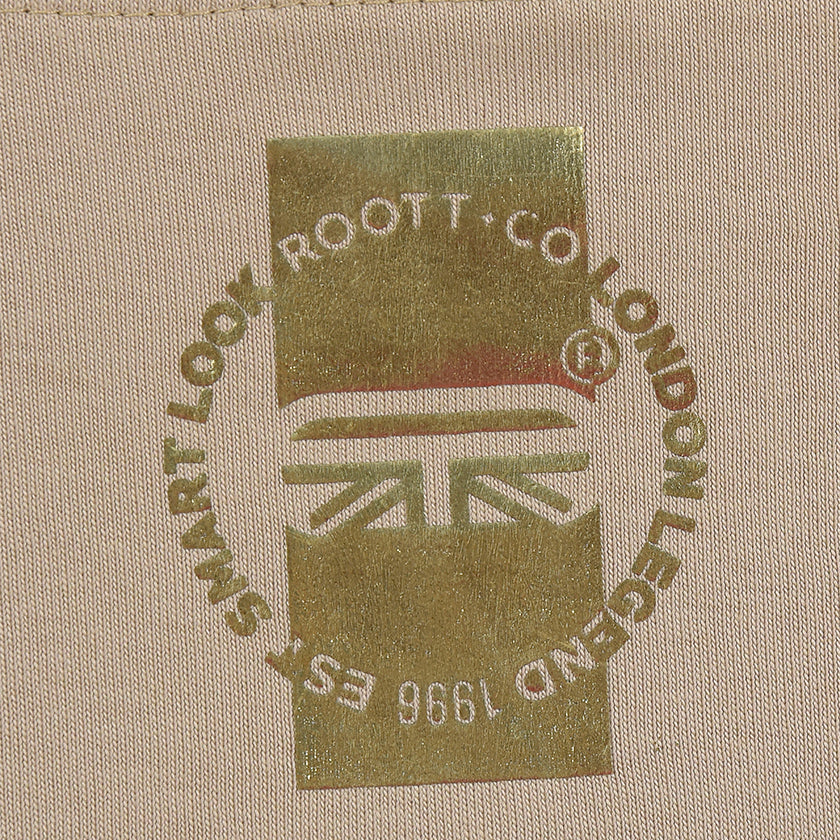 ROOTT·CO LONDON LEGEND 1996 EST SMART LOOK
®